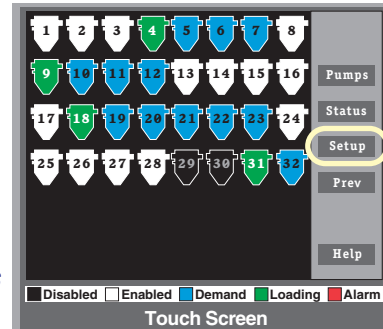 1 2 3 4 5 6 7 8
9 10 11 12 13 14 15 16 Pumps
17 18 19 20 21 22 23 24 Status
Setup
25 26 27 28 29 30 31 32 Prev
Help
Disabled Enabled Demand Loading Alarm
Touch Screen